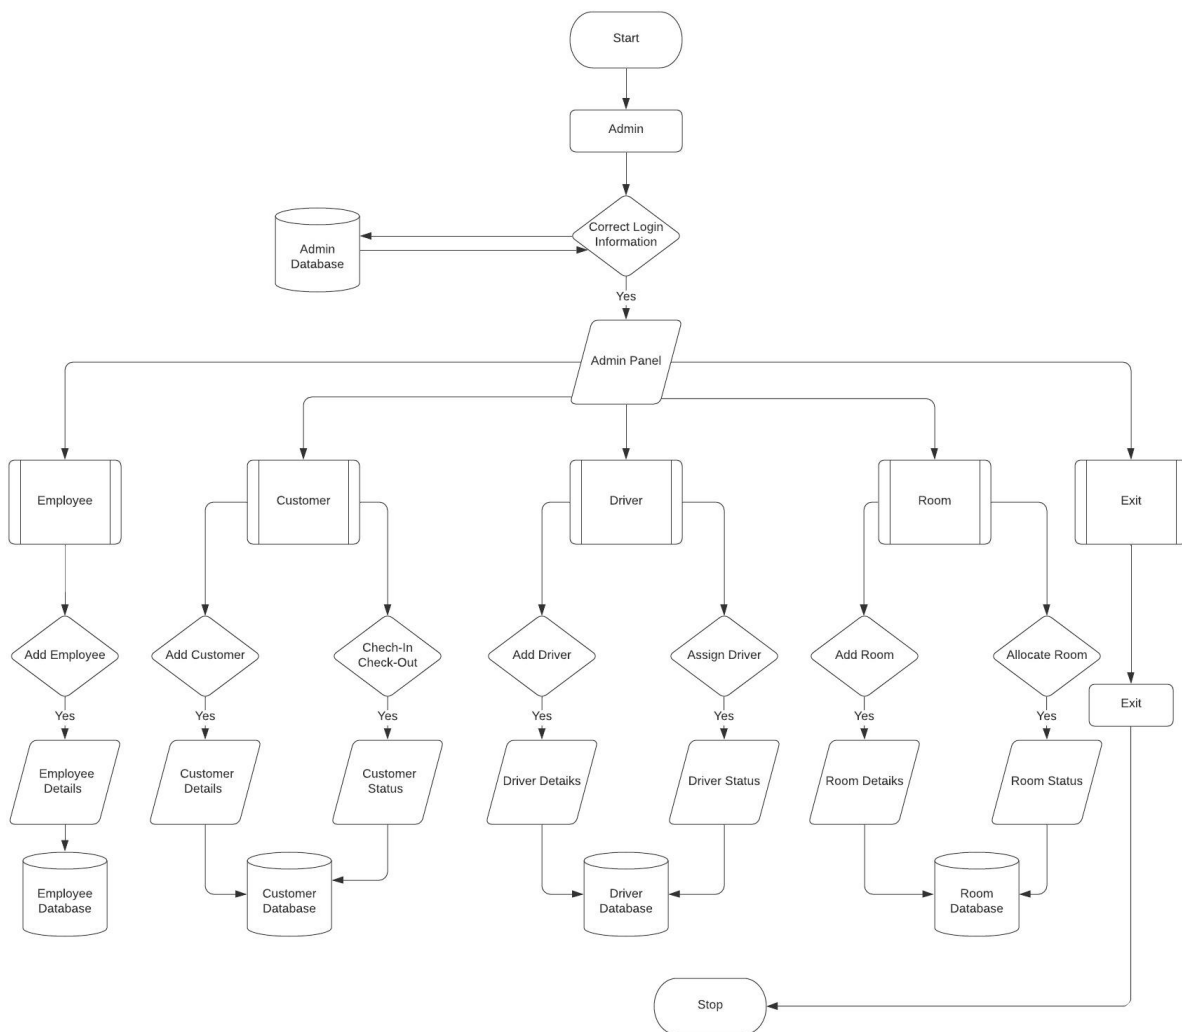 Start
Admin
Correct Login
Information
Admin
Database
Yes
Admin Panel
Employee
Customer
Driver
Room
Exit
Add Employee
Add Customer
Chech-In
Check-Out
Add Driver
Assign Driver
Add Room
Allocate Room
Exit
Yes
Yes
Yes
Yes
Yes
Yes
Yes
Employee
Details
Customer
Details
Customer
Status
Driver Detaiks
Driver Status
Room Detaiks
Room Status
Employee
Database
Customer
Database
Driver
Database
Room
Database
Stop